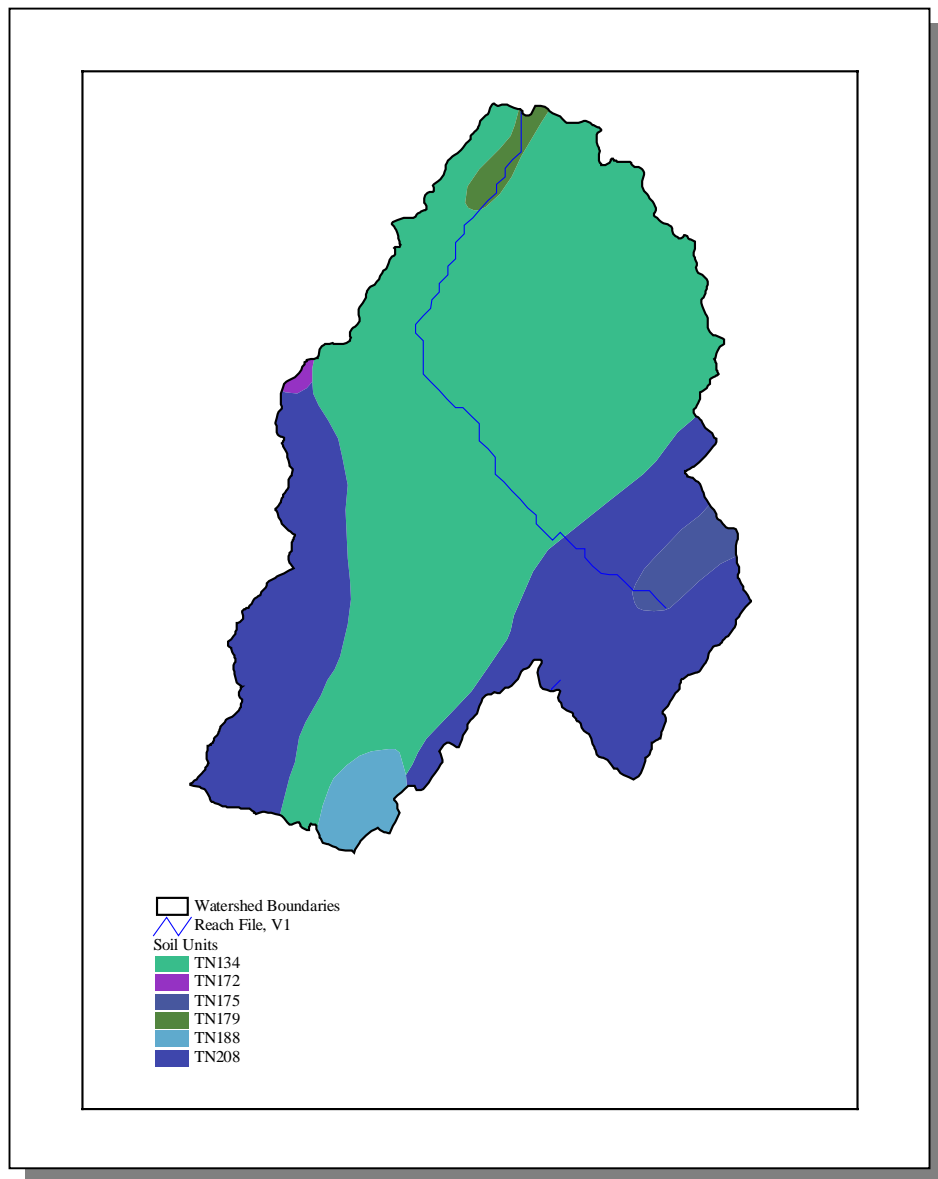 Watershed Boundaries
Reach File, V1
Soil Units
TN134
TN172
TN175
TN179
TN188
TN208